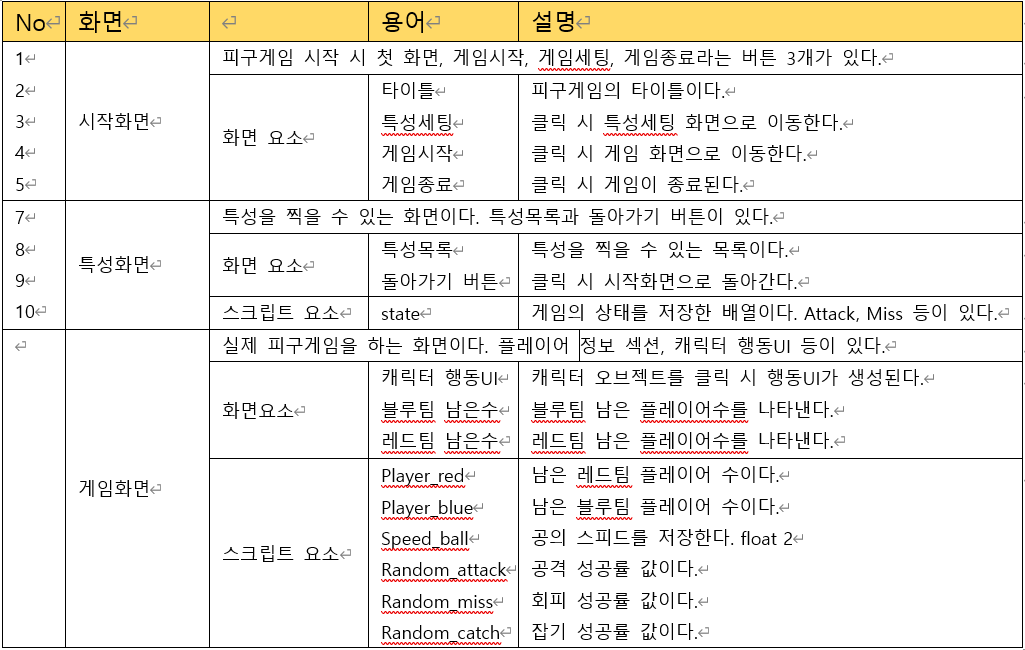 No 화면 용어 설명
1 피구게임 시작 시 첫 화면, 게임시작, 게임세팅, 게임종료라는 버튼 3개가 있다.
시작화면
화면 요소
2 타이틀 피구게임의 타이틀이다.
3 특성세팅 클릭 시 특성세팅 화면으로 이동한다.
4 게임시작 클릭 시 게임 화면으로 이동한다.
5 게임종료 클릭 시 게임이 종료된다.
7 특성을 찍을 수 있는 화면이다. 특성목록과 돌아가기 버튼이 있다.
특성화면
화면 요소
8 특성목록 특성을 찍을 수 있는 목록이다.
9 돌아가기 버튼 클릭 시 시작화면으로 돌아간다.
10 스크립트 요소 state 게임의 상태를 저장한 배열이다. Attack, Miss 등이 있다.
실제 피구게임을 하는 화면이다. 플레이어 정보 섹션, 캐릭터 행동UI 등이 있다.
게임화면
화면요소
캐릭터 행동UI 캐릭터 오브젝트를 클릭 시 행동UI가 생성된다.
블루팀 남은수 블루팀 남은 플레이어수를 나타낸다.
레드팀 남은수 레드팀 남은 플레이어수를 나타낸다.
스크립트 요소
Player_red 남은 레드팀 플레이어 수이다.
Player_blue 남은 블루팀 플레이어 수이다.
Speed_ball 공의 스피드를 저장한다. float 2
Random_attack 공격 성공률 값이다.
Random_miss 회피 성공률 값이다.
Random_catch 잡기 성공률 값이다.